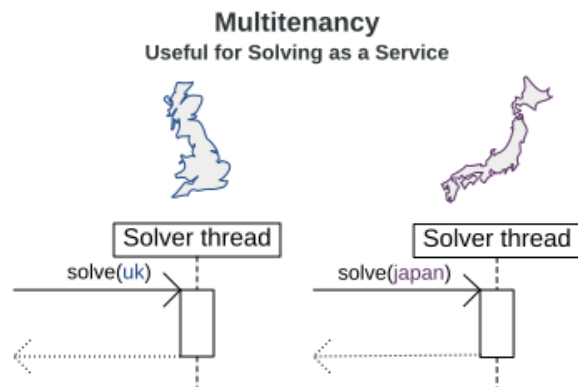 Multitenancy
Useful for Solving as a Service
Solver thread
Solver thread
solve(uk)
solve(japan)